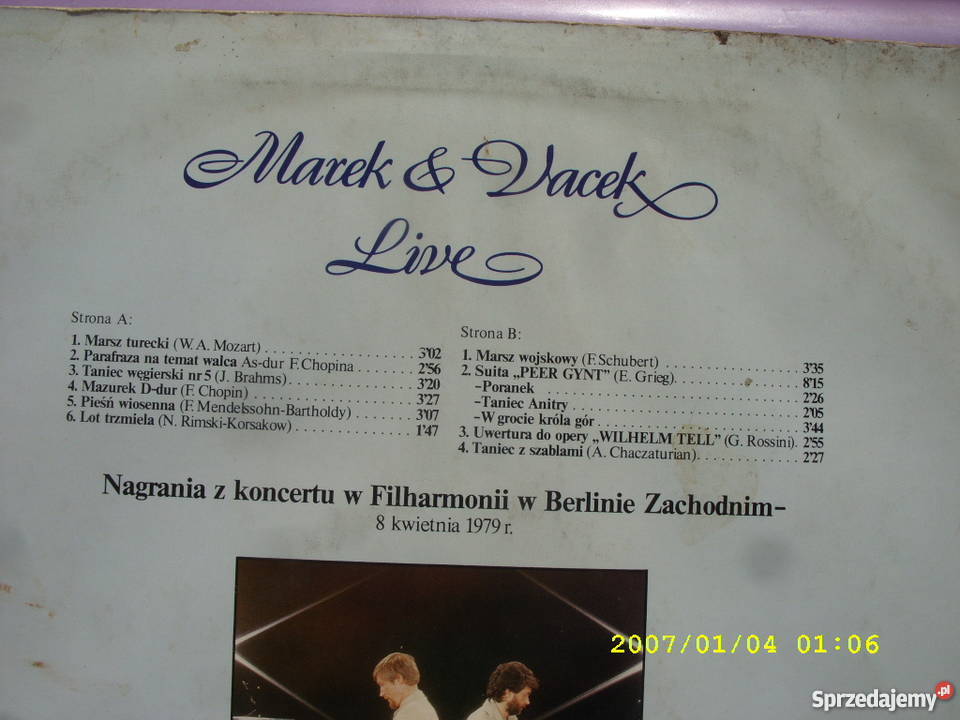 Marek & Vacek
Live
Strona A:
1. Marsz turecki (W. A. Mozart) . . . . . . . . . . . . . . . . . . . . . 3'02
2. Parafraza na temat walca As-dur F. Chopina . . . . . . . 2'56
3. Taniec węgierski nr 5 (J. Brahms) . . . . . . . . . . . . . . . . . 3'20
4. Mazurek D-dur (F. Chopin) . . . . . . . . . . . . . . . . . . . . . 3'27
5. Pieśń wiosenna (F. Mendelssohn-Bartholdy) . . . . . . . . 3'07
6. Lot trzmiela (N. Rimski-Korsakow) . . . . . . . . . . . . . . . 1'47
Strona B:
1. Marsz wojskowy (F. Schubert) . . . . . . . . . . . . . . . . . . 3'35
2. Suita „PEER GYNT” (E. Grieg) . . . . . . . . . . . . . . . . 8'15
-Poranek . . . . . . . . . . . . . . . . . . . . . . . . . . . . 2'26
-Taniec Anitry . . . . . . . . . . . . . . . . . . . . . . . . . 2'05
-W grocie króla gór . . . . . . . . . . . . . . . . . . . . . . 3'44
3. Uwertura do opery „WILHELM TELL” (G. Rossini). 2'55
4. Taniec z szablami (A. Chaczaturian) . . . . . . . . . . . . . 2'27
Nagrania z koncertu w Filharmonii w Berlinie Zachodnim–
8 kwietnia 1979 r.
2007/01/04 01:06
Sprzedajemy.pl